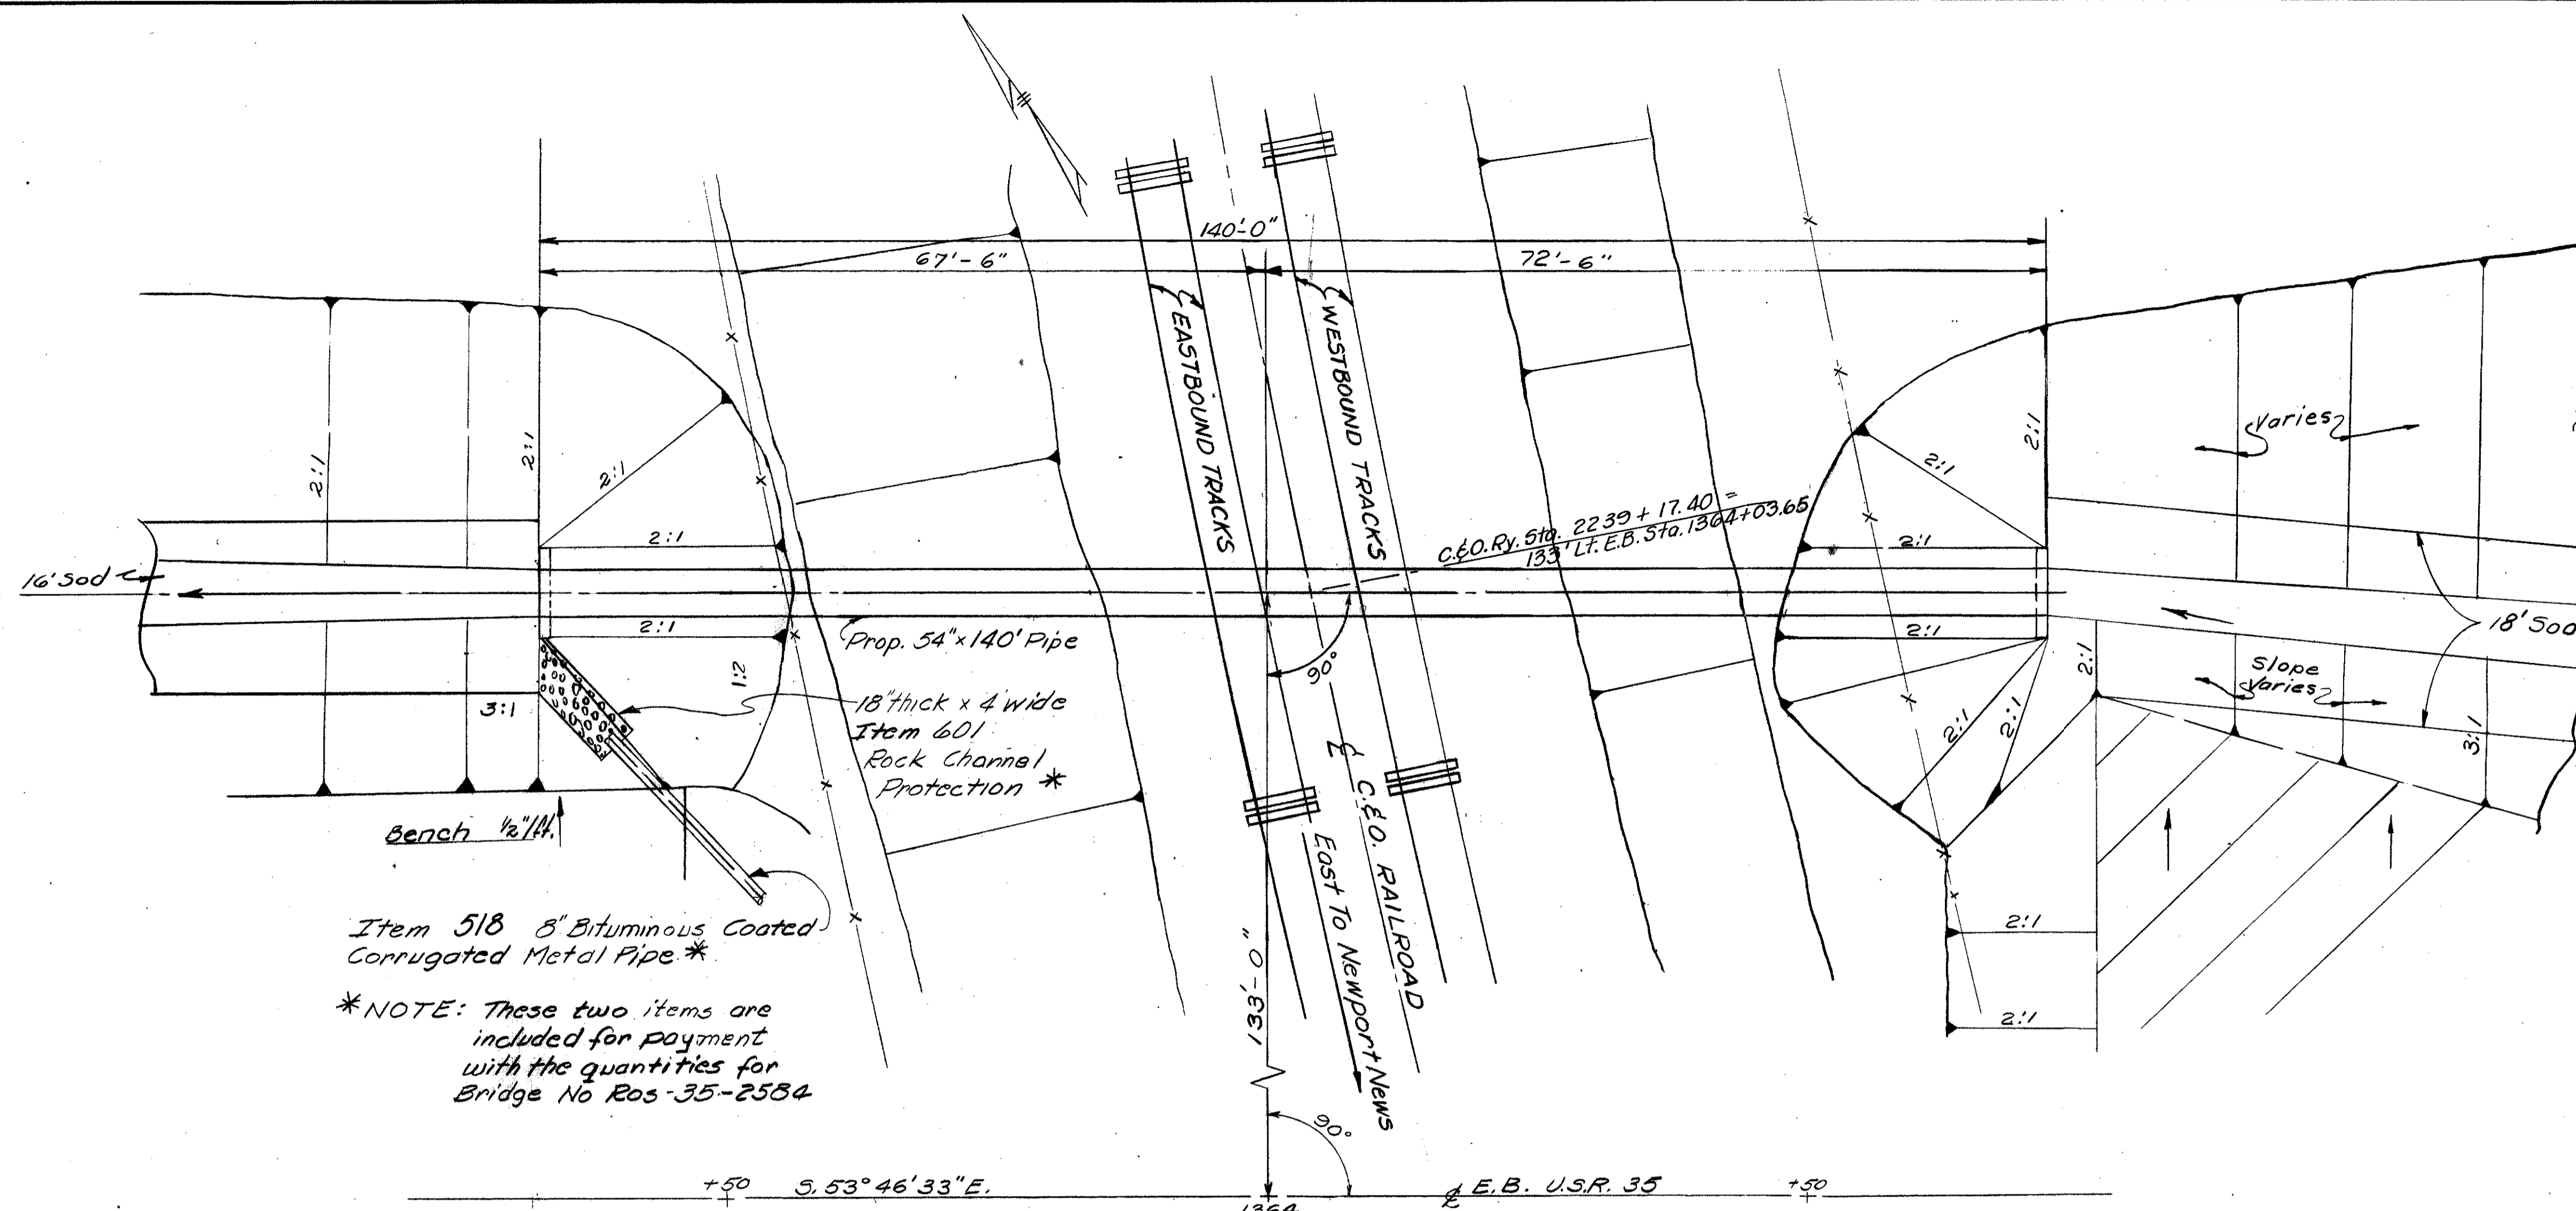 140'-0"
67'-6"
72'-6"
℄ EASTBOUND TRACKS
℄ WESTBOUND TRACKS
2:1
2:1
2:1
2:1
2:1
1:2
3:1
16' Sod
Prop. 54" x 140' Pipe
18" thick x 4' wide
Item 601
Rock Channel
Protection *
Bench 1/2"/ft.
Item 518 8" Bituminous Coated
Corrugated Metal Pipe *
*NOTE: These two items are
included for payment
with the quantities for
Bridge No Ros-35-2584
C.&O. Ry. Sta. 2239+17.40 =
133' Lt. E.B. Sta. 1364+03.65
90°
℄ C.&O. RAILROAD
East To Newport News
133'-0"
90°
2:1
2:1
2:1
2:1
2:1
2:1
2:1
2:1
2:1
3:1
Varies
18' Sod
Slope
Varies
+50
S. 53° 46' 33" E.
1364
℄ E.B. U.S.R. 35
+50